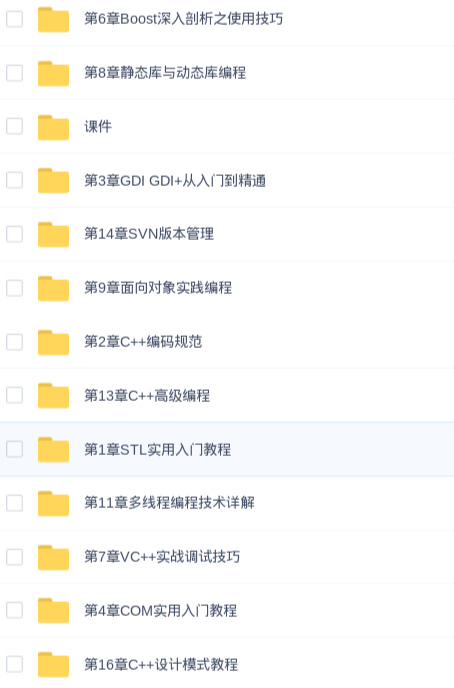 第6章Boost深入剖析之使用技巧
第8章静态库与动态库编程
课件
第3章GDI GDI+从入门到精通
第14章SVN版本管理
第9章面向对象实践编程
第2章C++编码规范
第13章C++高级编程
第1章STL实用入门教程
第11章多线程编程技术详解
第7章VC++实战调试技巧
第4章COM实用入门教程
第16章C++设计模式教程